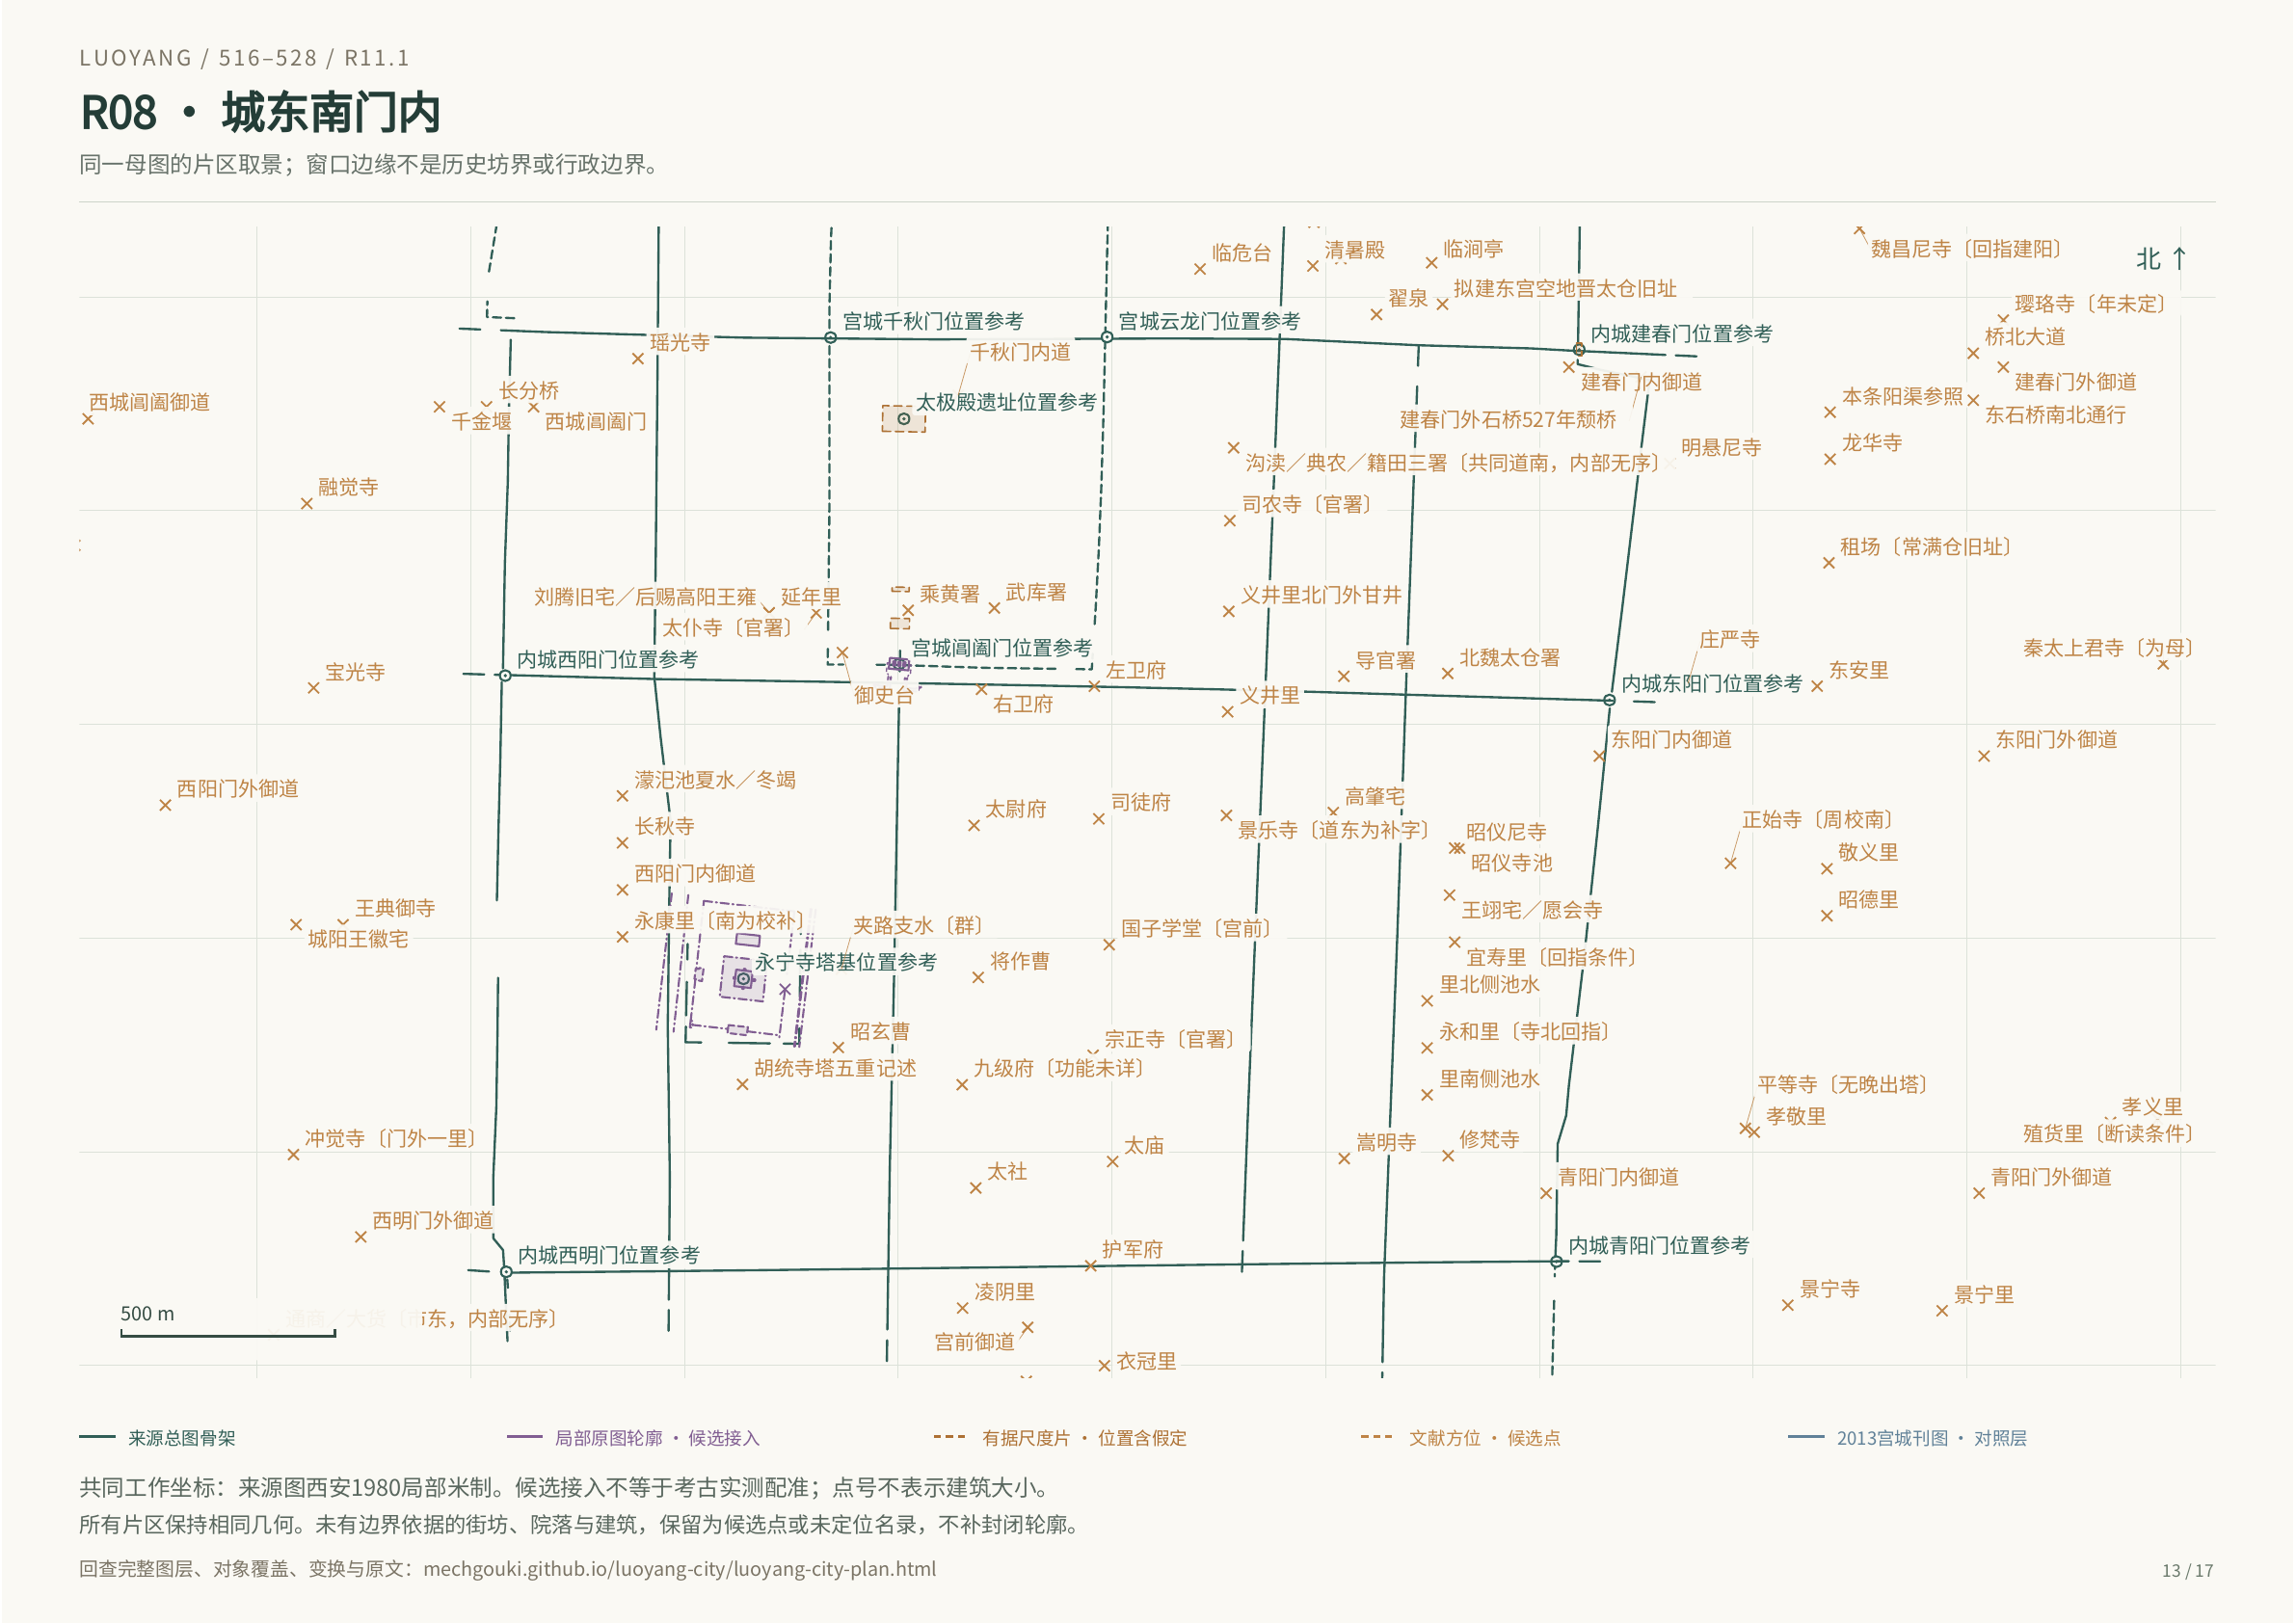 LUOYANG / 516–528 / R11.1
R08 · 城东南门内
同一母图的片区取景；窗口边缘不是历史坊界或行政边界。
临危台
清暑殿
临涧亭
魏昌尼寺〔回指建阳〕
北 ↑
翟泉
拟建东宫空地晋太仓旧址
璎珞寺〔年未定〕
宫城千秋门位置参考
宫城云龙门位置参考
内城建春门位置参考
桥北大道
瑶光寺
千秋门内道
建春门内御道
建春门外御道
长分桥
西城阊阖御道
千金堰
西城阊阖门
太极殿遗址位置参考
建春门外石桥527年颓桥
本条阳渠参照
东石桥南北通行
明悬尼寺
龙华寺
沟渎／典农／籍田三署〔共同道南，内部无序〕
融觉寺
司农寺〔官署〕
租场〔常满仓旧址〕
刘腾旧宅／后赐高阳王雍
延年里
乘黄署
武库署
义井里北门外甘井
太仆寺〔官署〕
庄严寺
宫城阊阖门位置参考
秦太上君寺〔为母〕
内城西阳门位置参考
宝光寺
左卫府
导官署
北魏太仓署
东安里
内城东阳门位置参考
御史台
右卫府
义井里
东阳门内御道
东阳门外御道
濛汜池夏水／冬竭
西阳门外御道
太尉府
司徒府
高肇宅
正始寺〔周校南〕
长秋寺
景乐寺〔道东为补字〕
昭仪尼寺
敬义里
昭仪寺池
西阳门内御道
王典御寺
王翊宅／愿会寺
昭德里
永康里〔南为校补〕
夹路支水〔群〕
国子学堂〔宫前〕
城阳王徽宅
永宁寺塔基位置参考
将作曹
宜寿里〔回指条件〕
里北侧池水
昭玄曹
宗正寺〔官署〕
永和里〔寺北回指〕
胡统寺塔五重记述
九级府〔功能未详〕
里南侧池水
平等寺〔无晚出塔〕
孝敬里
孝义里
殖货里〔断读条件〕
冲觉寺〔门外一里〕
太庙
嵩明寺
修梵寺
太社
青阳门内御道
青阳门外御道
西明门外御道
内城西明门位置参考
护军府
内城青阳门位置参考
凌阴里
景宁寺
景宁里
500 m
通商／大货〔市东，内部无序〕
宫前御道
衣冠里
来源总图骨架
局部原图轮廓 · 候选接入
有据尺度片 · 位置含假定
文献方位 · 候选点
2013宫城刊图 · 对照层
共同工作坐标：来源图西安1980局部米制。候选接入不等于考古实测配准；点号不表示建筑大小。
所有片区保持相同几何。未有边界依据的街坊、院落与建筑，保留为候选点或未定位名录，不补封闭轮廓。
回查完整图层、对象覆盖、变换与原文：mechgouki.github.io/luoyang-city/luoyang-city-plan.html
13 / 17